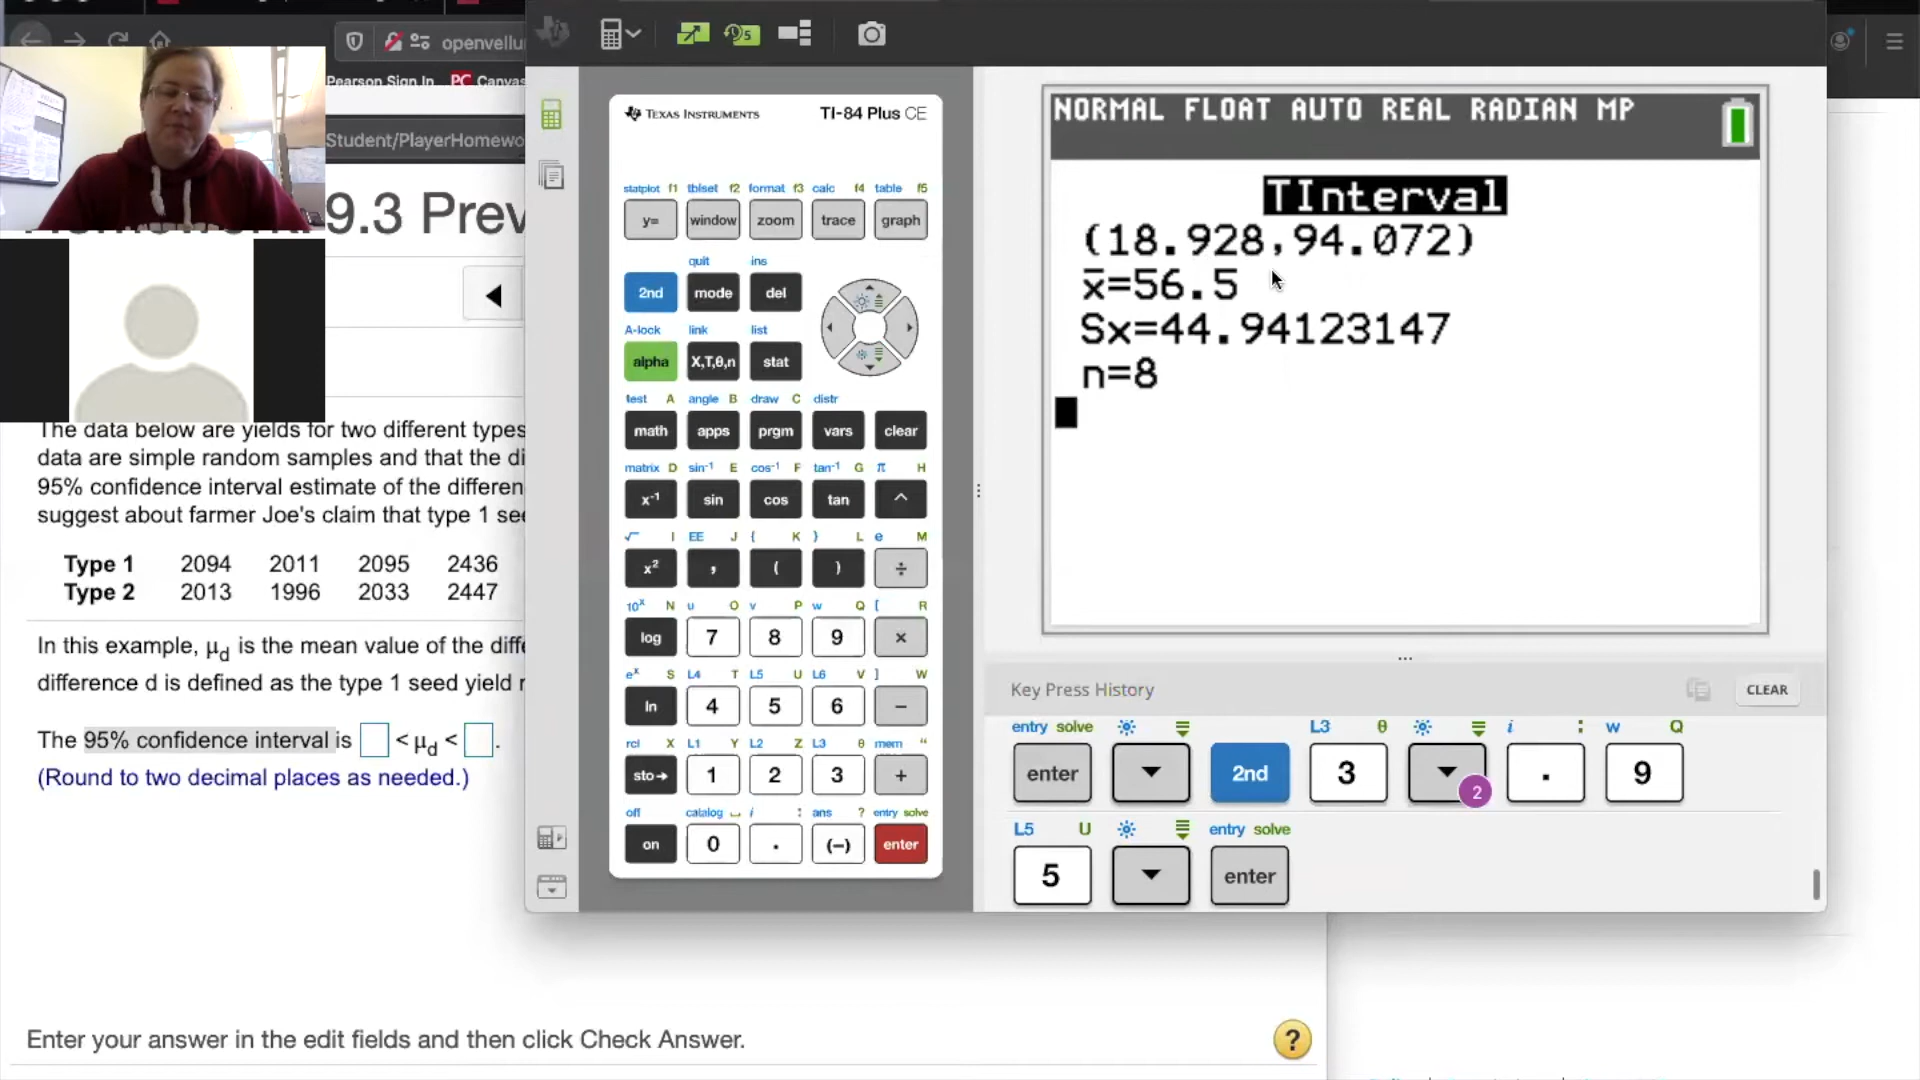 openvellu
Pearson Sign In PC Canvas
Student/PlayerHomewo
9.3 Prev
The data below are yields for two different types
data are simple random samples and that the di
95% confidence interval estimate of the differen
suggest about farmer Joe's claim that type 1 see
Type 1 2094 2011 2095 2436
Type 2 2013 1996 2033 2447
In this example, μd is the mean value of the diffe
difference d is defined as the type 1 seed yield
The 95% confidence interval is < μd < .
(Round to two decimal places as needed.)
Enter your answer in the edit fields and then click Check Answer.
?
5
TEXAS INSTRUMENTS TI-84 Plus CE
statplot f1 tblset f2 format f3 calc f4 table f5
y= window zoom trace graph
quit ins
2nd mode del
A-lock link list
alpha X,T,θ,n stat
test A angle B draw C distr
math apps prgm vars clear
matrix D sin⁻¹ E cos⁻¹ F tan⁻¹ G π H
x⁻¹ sin cos tan ^
√ I EE J { K } L e M
x² , ( ) ÷
10ˣ N u O v P w Q [ R
log 7 8 9 ×
eˣ S L4 T L5 U L6 V ] W
ln 4 5 6 −
rcl X L1 Y L2 Z L3 θ mem "
sto→ 1 2 3 +
off catalog ⎵ i : ans ? entry solve
on 0 . (−) enter
NORMAL FLOAT AUTO REAL RADIAN MP
TInterval
(18.928,94.072)
x̄=56.5
Sx=44.94123147
n=8
Key Press History CLEAR
entry solve L3 θ i : w Q
enter 2nd 3 2 . 9
L5 U entry solve
5 enter